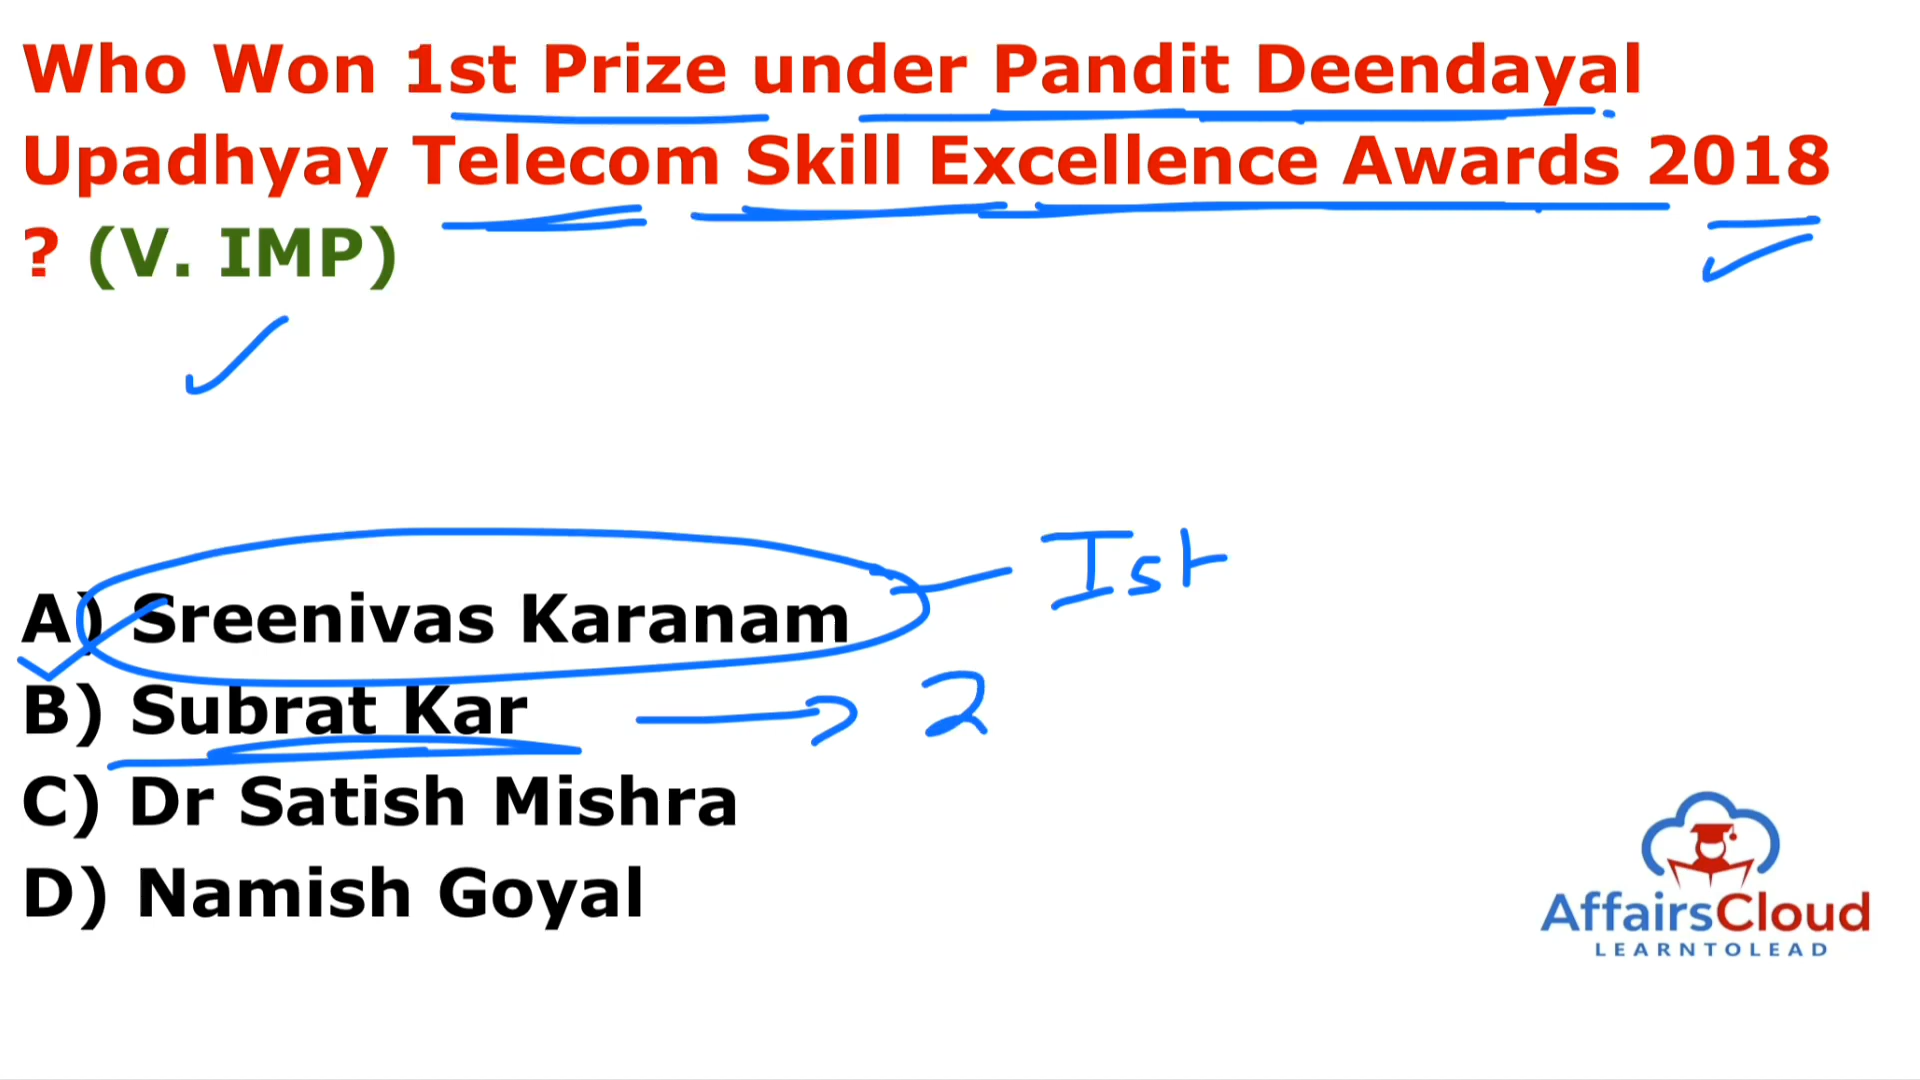 Who Won 1st Prize under Pandit Deendayal
Upadhyay Telecom Skill Excellence Awards 2018
? (V. IMP)
A) Sreenivas Karanam
Ist
B) Subrat Kar
2
C) Dr Satish Mishra
D) Namish Goyal
AffairsCloud
LEARNTOLEAD